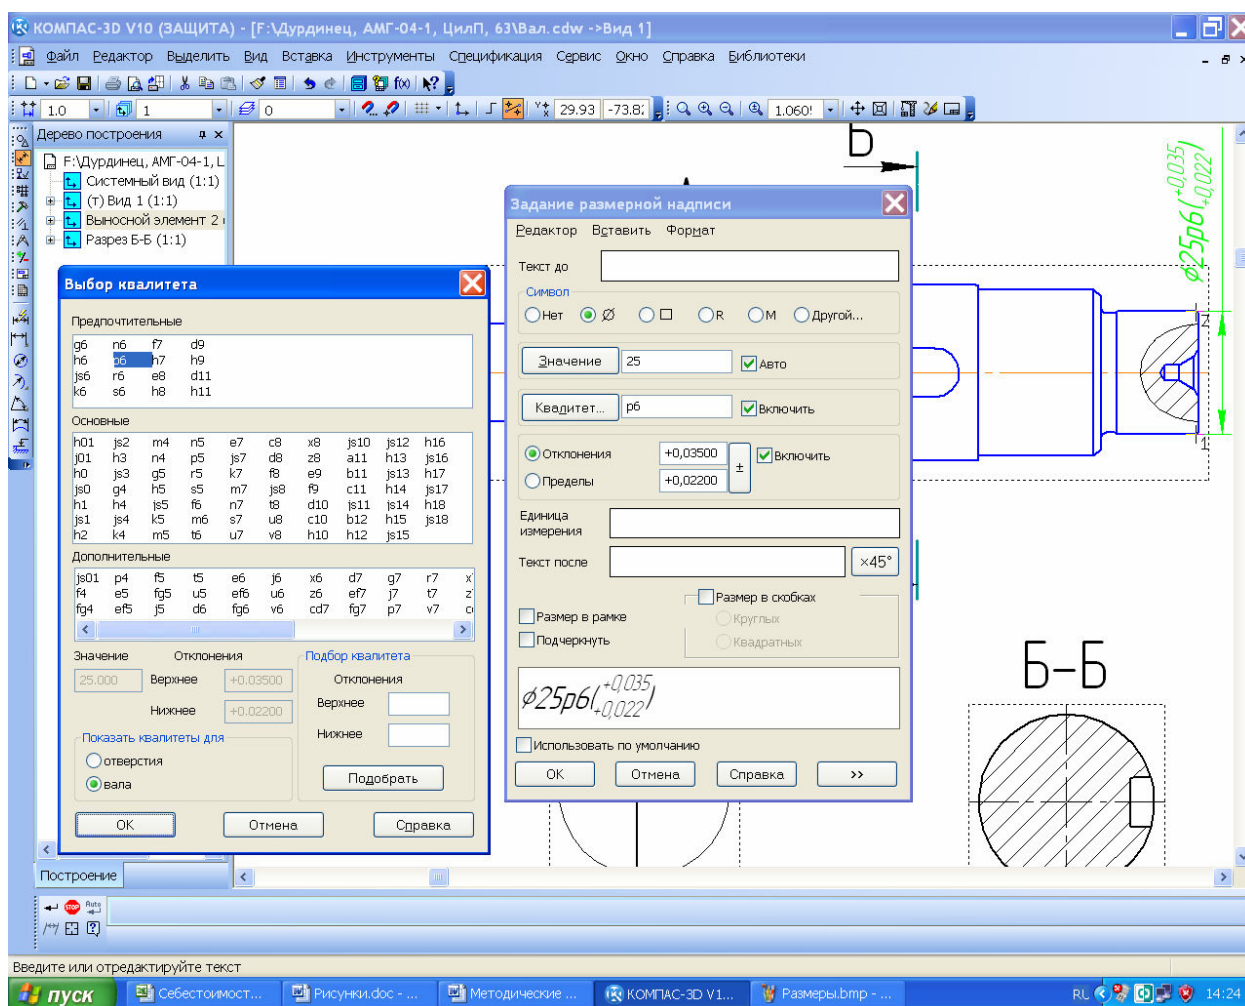 КОМПАС-3D V10 (ЗАЩИТА) - [F:\Дурдинец, АМГ-04-1, ЦилП, 63\Вал.cdw ->Вид 1]
Файл Редактор Выделить Вид Вставка Инструменты Спецификация Сервис Окно Справка Библиотеки
1.0 1 0 29.93 -73.8 1.060
Дерево построения
F:\Дурдинец, АМГ-04-1, L
Системный вид (1:1)
(т) Вид 1 (1:1)
Выносной элемент 2
Разрез Б-Б (1:1)
Построение
Выбор квалитета
Предпочтительные
g6 n6 f7 d9
h6 p6 h7 h9
js6 r6 e8 d11
k6 s6 h8 h11
Основные
h01 js2 m4 n5 e7 c8 x8 js10 js12 h16
j01 h3 n4 p5 js7 d8 z8 a11 h13 js16
h0 js3 g5 r5 k7 f8 e9 b11 js13 h17
js0 g4 h5 s5 m7 js8 f9 c11 h14 js17
h1 h4 js5 f6 n7 t8 d10 js11 js14 h18
js1 js4 k5 m6 s7 u8 c10 b12 h15 js18
h2 k4 m5 t6 u7 v8 h10 h12 js15
Дополнительные
js01 p4 f5 t5 e6 j6 x6 d7 g7 r7 x
f4 e5 fg5 u5 ef6 u6 z6 ef7 j7 t7 z
fg4 ef5 j5 d6 fg6 v6 cd7 fg7 p7 v7
Значение Отклонения
25.000 Верхнее +0.03500
Нижнее +0.02200
Подбор квалитета
Отклонения
Верхнее
Нижнее
Подобрать
Показать квалитеты для
отверстия
вала
ОК Отмена Справка
Задание размерной надписи
Редактор Вставить Формат
Текст до
Символ
Нет Ø □ R M Другой...
Значение 25 Авто
Квалитет... p6 Включить
Отклонения +0,03500 ± Включить
Пределы +0,02200
Единица
измерения
Текст после ×45°
Размер в рамке
Подчеркнуть
Размер в скобках
Круглых
Квадратных
ø25p6(+0,035
+0,022)
Использовать по умолчанию
ОК Отмена Справка >>
Б
ø25p6(+0,035
+0,022)
Б-Б
STOP Auto
Введите или отредактируйте текст
пуск Себестоимост... Рисунки.doc - ... Методические ... КОМПАС-3D V1... Размеры.bmp - ... RU 14:24